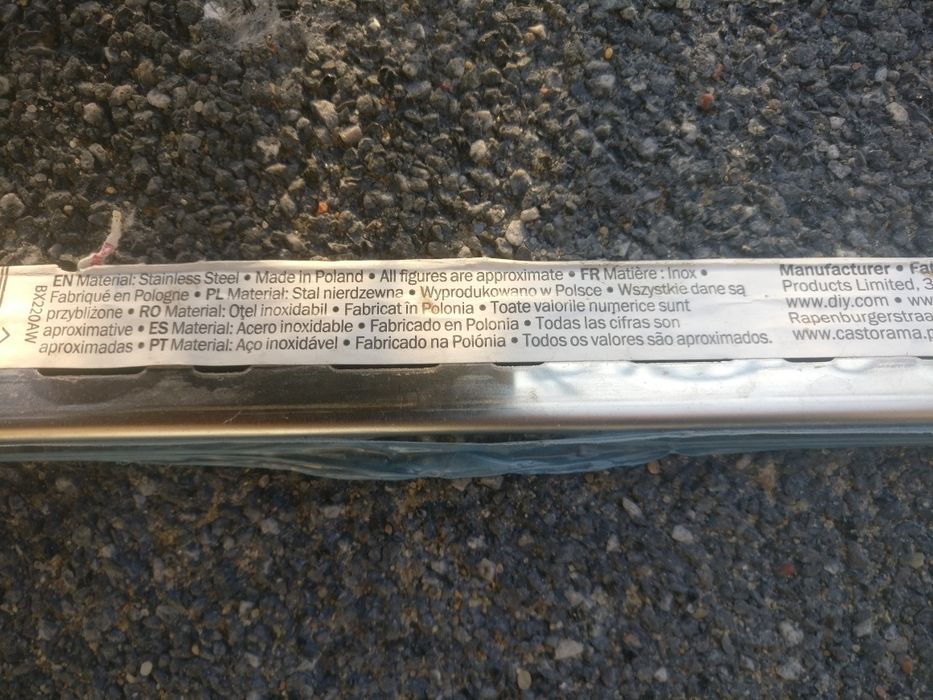 BX220AW
EN Material: Stainless Steel • Made in Poland • All figures are approximate • FR Matière : Inox •
Fabriqué en Pologne • PL Materiał: Stal nierdzewna • Wyprodukowano w Polsce • Wszystkie dane są
przybliżone • RO Material: Oțel inoxidabil • Fabricat in Polonia • Toate valorile numerice sunt
aproximative • ES Material: Acero inoxidable • Fabricado en Polonia • Todas las cifras son
aproximadas • PT Material: Aço inoxidável • Fabricado na Polónia • Todos os valores são aproximados.
Manufacturer •
Products Limited, 3
www.diy.com •
Rapenburgerstraa
www.castorama.p